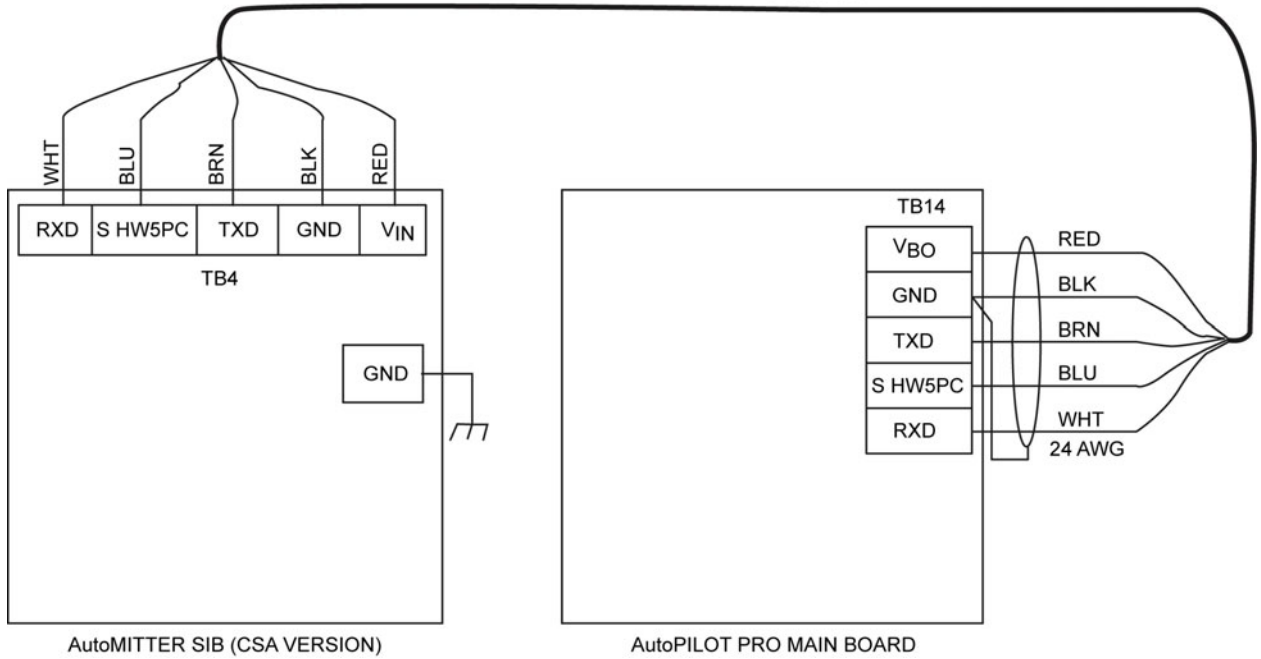 WHT
BLU
BRN
BLK
RED
RXD
S HW5PC
TXD
GND
VIN
TB4
GND
AutoMITTER SIB (CSA VERSION)
TB14
VBO
GND
TXD
S HW5PC
RXD
RED
BLK
BRN
BLU
WHT
24 AWG
AutoPILOT PRO MAIN BOARD